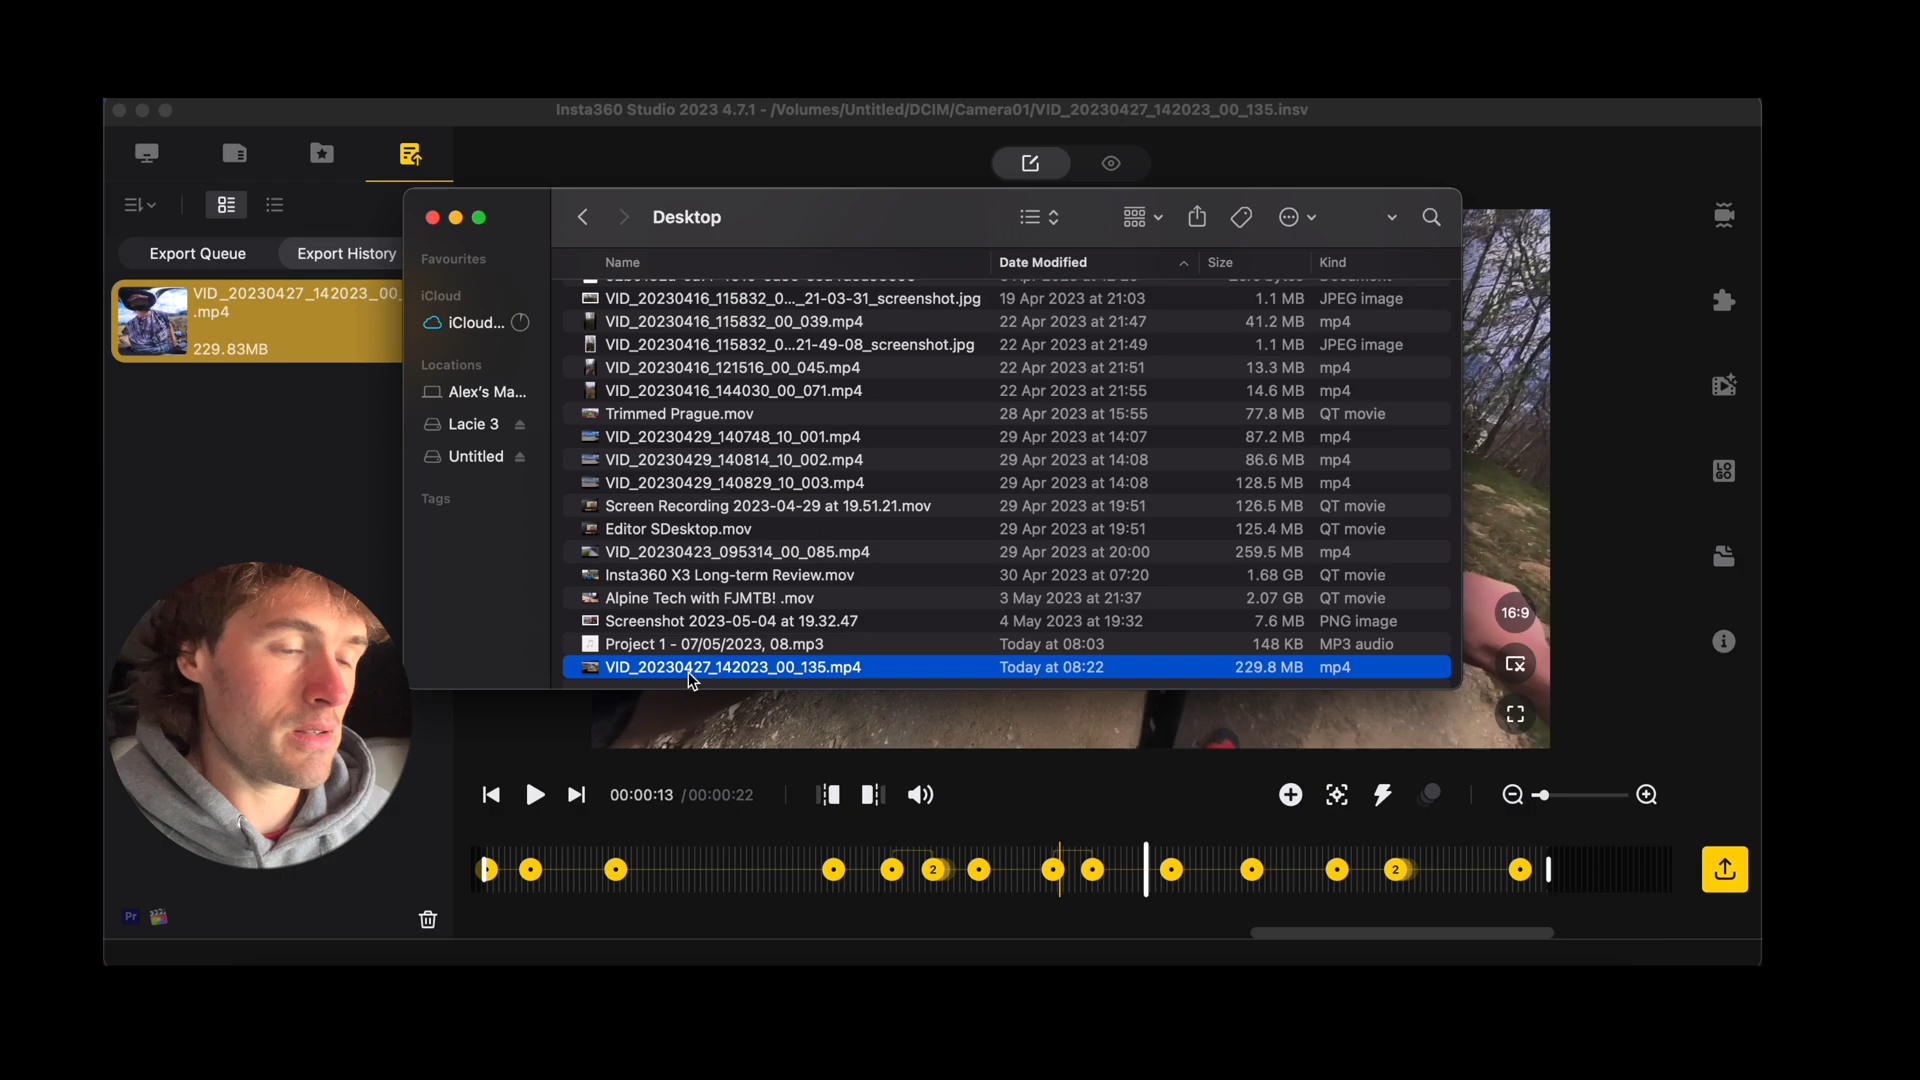 Insta360 Studio 2023 4.7.1 - /Volumes/Untitled/DCIM/Camera01/VID_20230427_142023_00_135.insv
Export Queue
Export History
VID_20230427_142023_00_
.mp4
229.83MB
Desktop
Favourites
iCloud
iCloud...
Locations
Alex's Ma...
Lacie 3
Untitled
Tags
Name Date Modified Size Kind
VID_20230416_115832_0..._21-03-31_screenshot.jpg 19 Apr 2023 at 21:03 1.1 MB JPEG image
VID_20230416_115832_00_039.mp4 22 Apr 2023 at 21:47 41.2 MB mp4
VID_20230416_115832_0...21-49-08_screenshot.jpg 22 Apr 2023 at 21:49 1.1 MB JPEG image
VID_20230416_121516_00_045.mp4 22 Apr 2023 at 21:51 13.3 MB mp4
VID_20230416_144030_00_071.mp4 22 Apr 2023 at 21:55 14.6 MB mp4
Trimmed Prague.mov 28 Apr 2023 at 15:55 77.8 MB QT movie
VID_20230429_140748_10_001.mp4 29 Apr 2023 at 14:07 87.2 MB mp4
VID_20230429_140814_10_002.mp4 29 Apr 2023 at 14:08 86.6 MB mp4
VID_20230429_140829_10_003.mp4 29 Apr 2023 at 14:08 128.5 MB mp4
Screen Recording 2023-04-29 at 19.51.21.mov 29 Apr 2023 at 19:51 126.5 MB QT movie
Editor SDesktop.mov 29 Apr 2023 at 19:51 125.4 MB QT movie
VID_20230423_095314_00_085.mp4 29 Apr 2023 at 20:00 259.5 MB mp4
Insta360 X3 Long-term Review.mov 30 Apr 2023 at 07:20 1.68 GB QT movie
Alpine Tech with FJMTB! .mov 3 May 2023 at 21:37 2.07 GB QT movie
Screenshot 2023-05-04 at 19.32.47 4 May 2023 at 19:32 7.6 MB PNG image
Project 1 - 07/05/2023, 08.mp3 Today at 08:03 148 KB MP3 audio
VID_20230427_142023_00_135.mp4 Today at 08:22 229.8 MB mp4
LOGO
16:9
00:00:13 /00:00:22
2
2
Pr